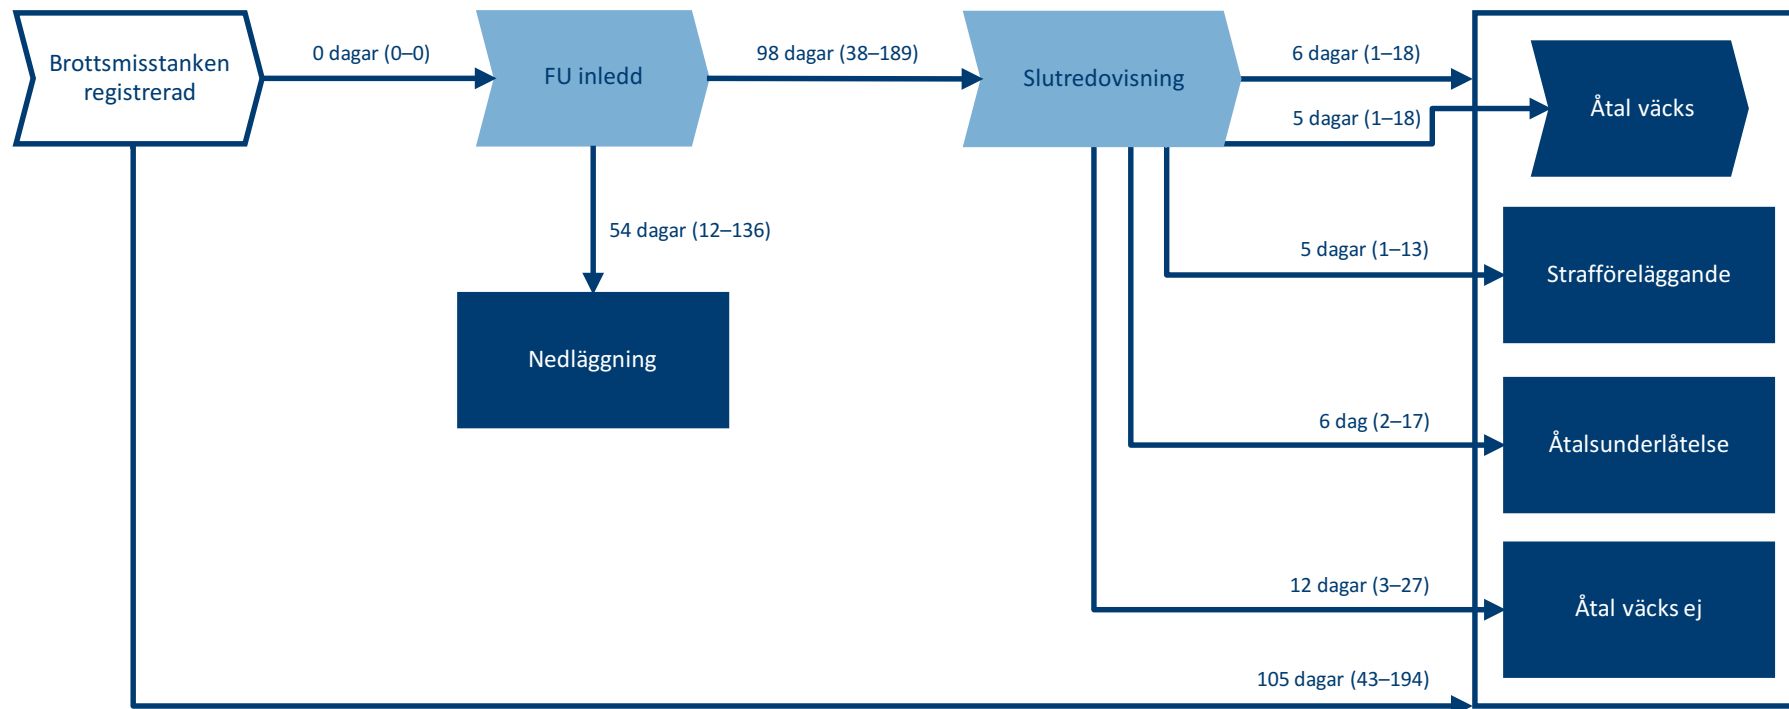 Brottsmisstanken
registrerad
0 dagar (0–0)
FU inledd
98 dagar (38–189)
Slutredovisning
6 dagar (1–18)
5 dagar (1–18)
Åtal väcks
54 dagar (12–136)
Nedläggning
5 dagar (1–13)
Strafföreläggande
6 dag (2–17)
Åtalsunderlåtelse
12 dagar (3–27)
Åtal väcks ej
105 dagar (43–194)